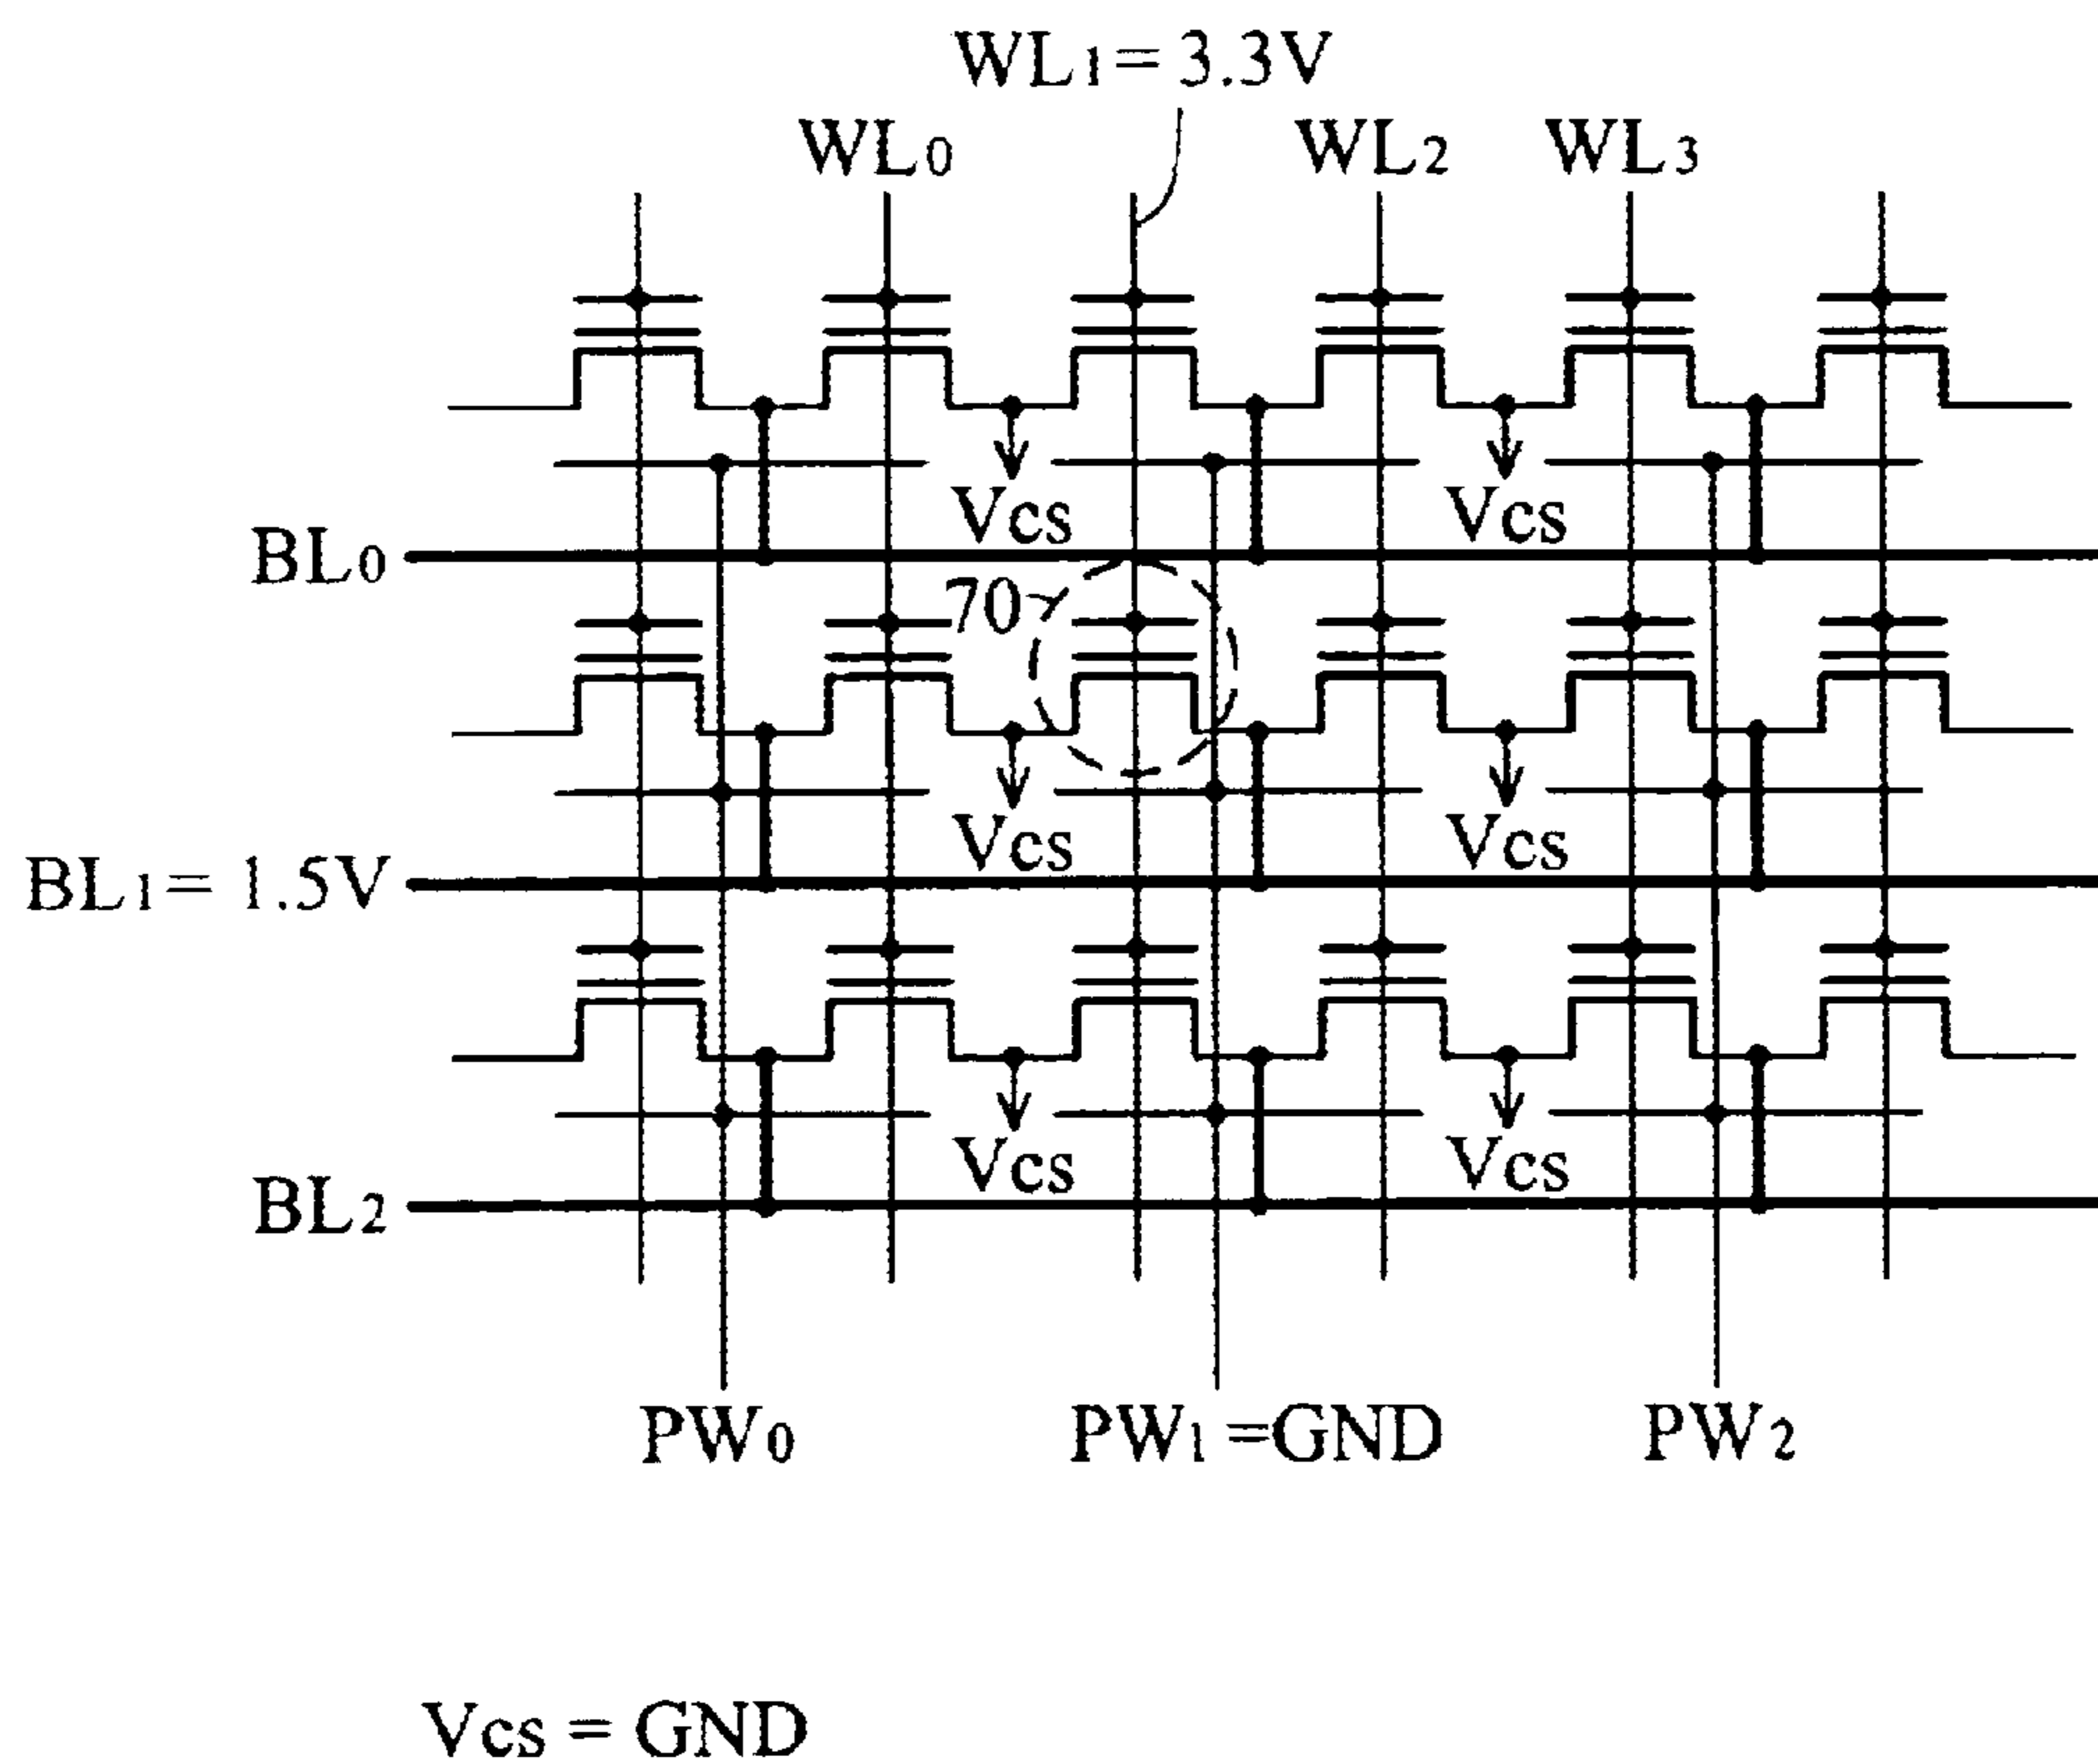 WL1 = 3.3V
WL0 WL2 WL3
Vcs Vcs
BL0
70
Vcs Vcs
BL1 = 1.5V
Vcs Vcs
BL2
PW0 PW1 =GND PW2
Vcs = GND